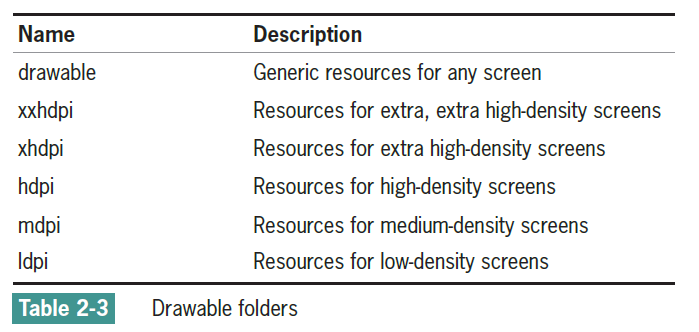 Name Description
drawable Generic resources for any screen
xxhdpi Resources for extra, extra high-density screens
xhdpi Resources for extra high-density screens
hdpi Resources for high-density screens
mdpi Resources for medium-density screens
ldpi Resources for low-density screens
Table 2-3 Drawable folders